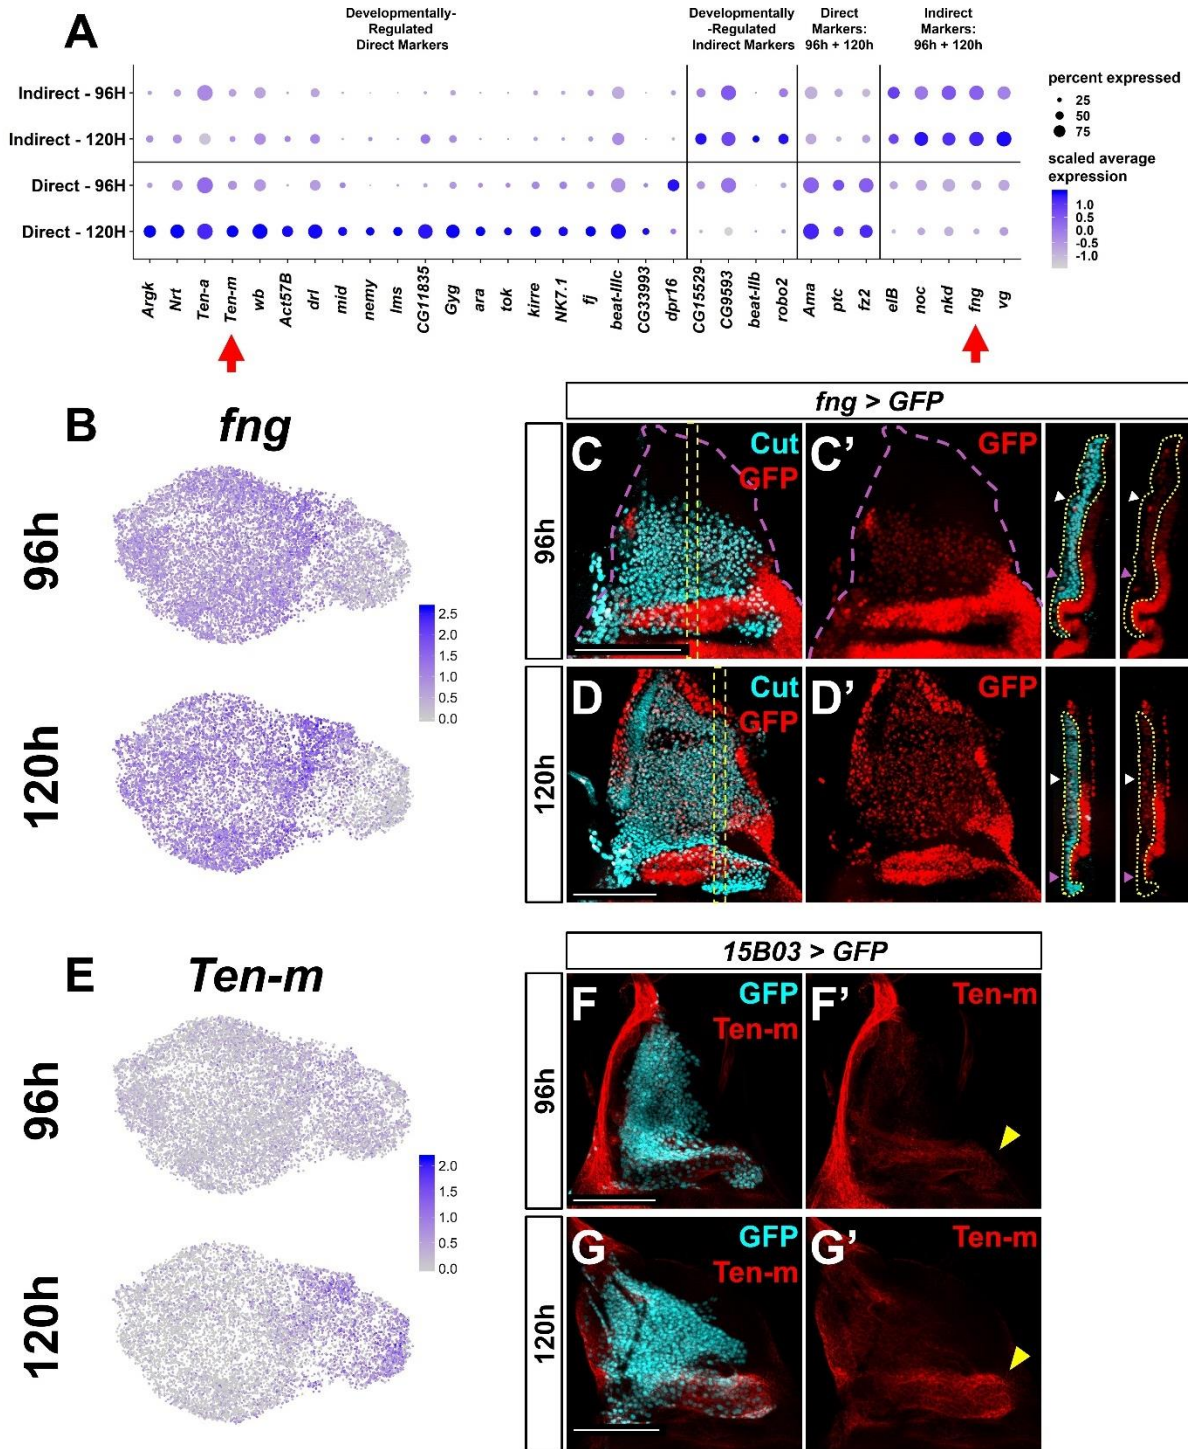 A
Developmentally-
Regulated
Direct Markers
Developmentally
-Regulated
Indirect Markers
Direct
Markers:
96h + 120h
Indirect
Markers:
96h + 120h
Indirect - 96H
Indirect - 120H
Direct - 96H
Direct - 120H
percent expressed
25
50
75
scaled average
expression
1.0
0.5
0.0
-0.5
-1.0
Argk
Nrt
Ten-a
Ten-m
wb
Act57B
drl
mid
nemy
lms
CG11835
Gyg
ara
tok
kirre
NK7.1
fj
beat-IIIc
CG33993
dpr16
CG15529
CG9593
beat-IIb
robo2
Ama
ptc
fz2
elB
noc
nkd
fng
vg
B
fng
96h
120h
2.5
2.0
1.5
1.0
0.5
0.0
fng > GFP
96h
C
Cut
GFP
C'
GFP
120h
D
Cut
GFP
D'
GFP
E
Ten-m
96h
120h
2.0
1.5
1.0
0.5
0.0
15B03 > GFP
96h
F
GFP
Ten-m
F'
Ten-m
120h
G
GFP
Ten-m
G'
Ten-m